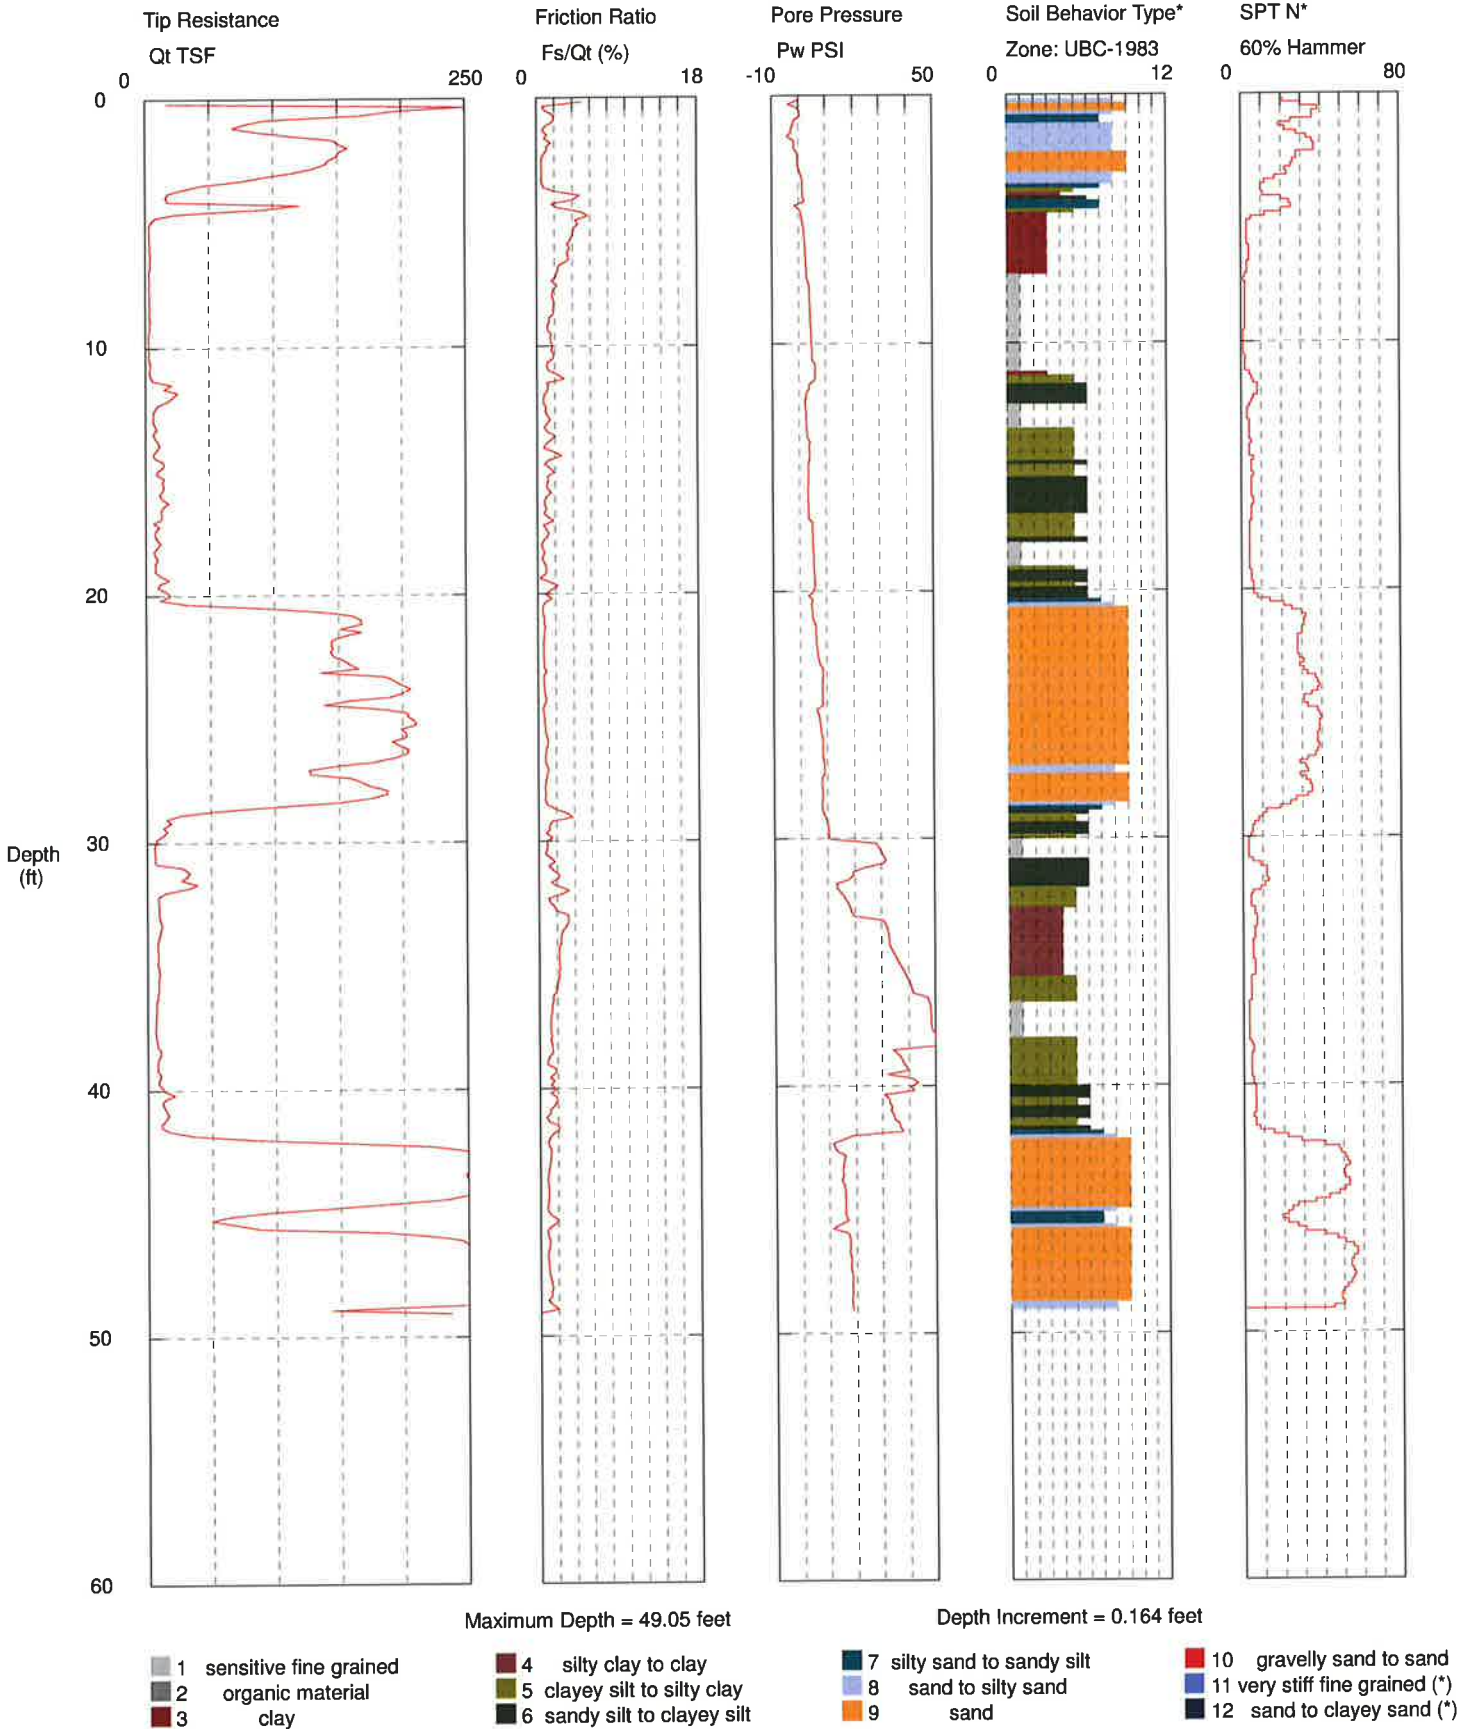 Tip Resistance
Qt TSF
0 250
Friction Ratio
Fs/Qt (%)
0 18
Pore Pressure
Pw PSI
-10 50
Soil Behavior Type*
Zone: UBC-1983
0 12
SPT N*
60% Hammer
0 80
0
10
20
30
Depth
(ft)
40
50
60
Maximum Depth = 49.05 feet
Depth Increment = 0.164 feet
1 sensitive fine grained
2 organic material
3 clay
4 silty clay to clay
5 clayey silt to silty clay
6 sandy silt to clayey silt
7 silty sand to sandy silt
8 sand to silty sand
9 sand
10 gravelly sand to sand
11 very stiff fine grained (*)
12 sand to clayey sand (*)